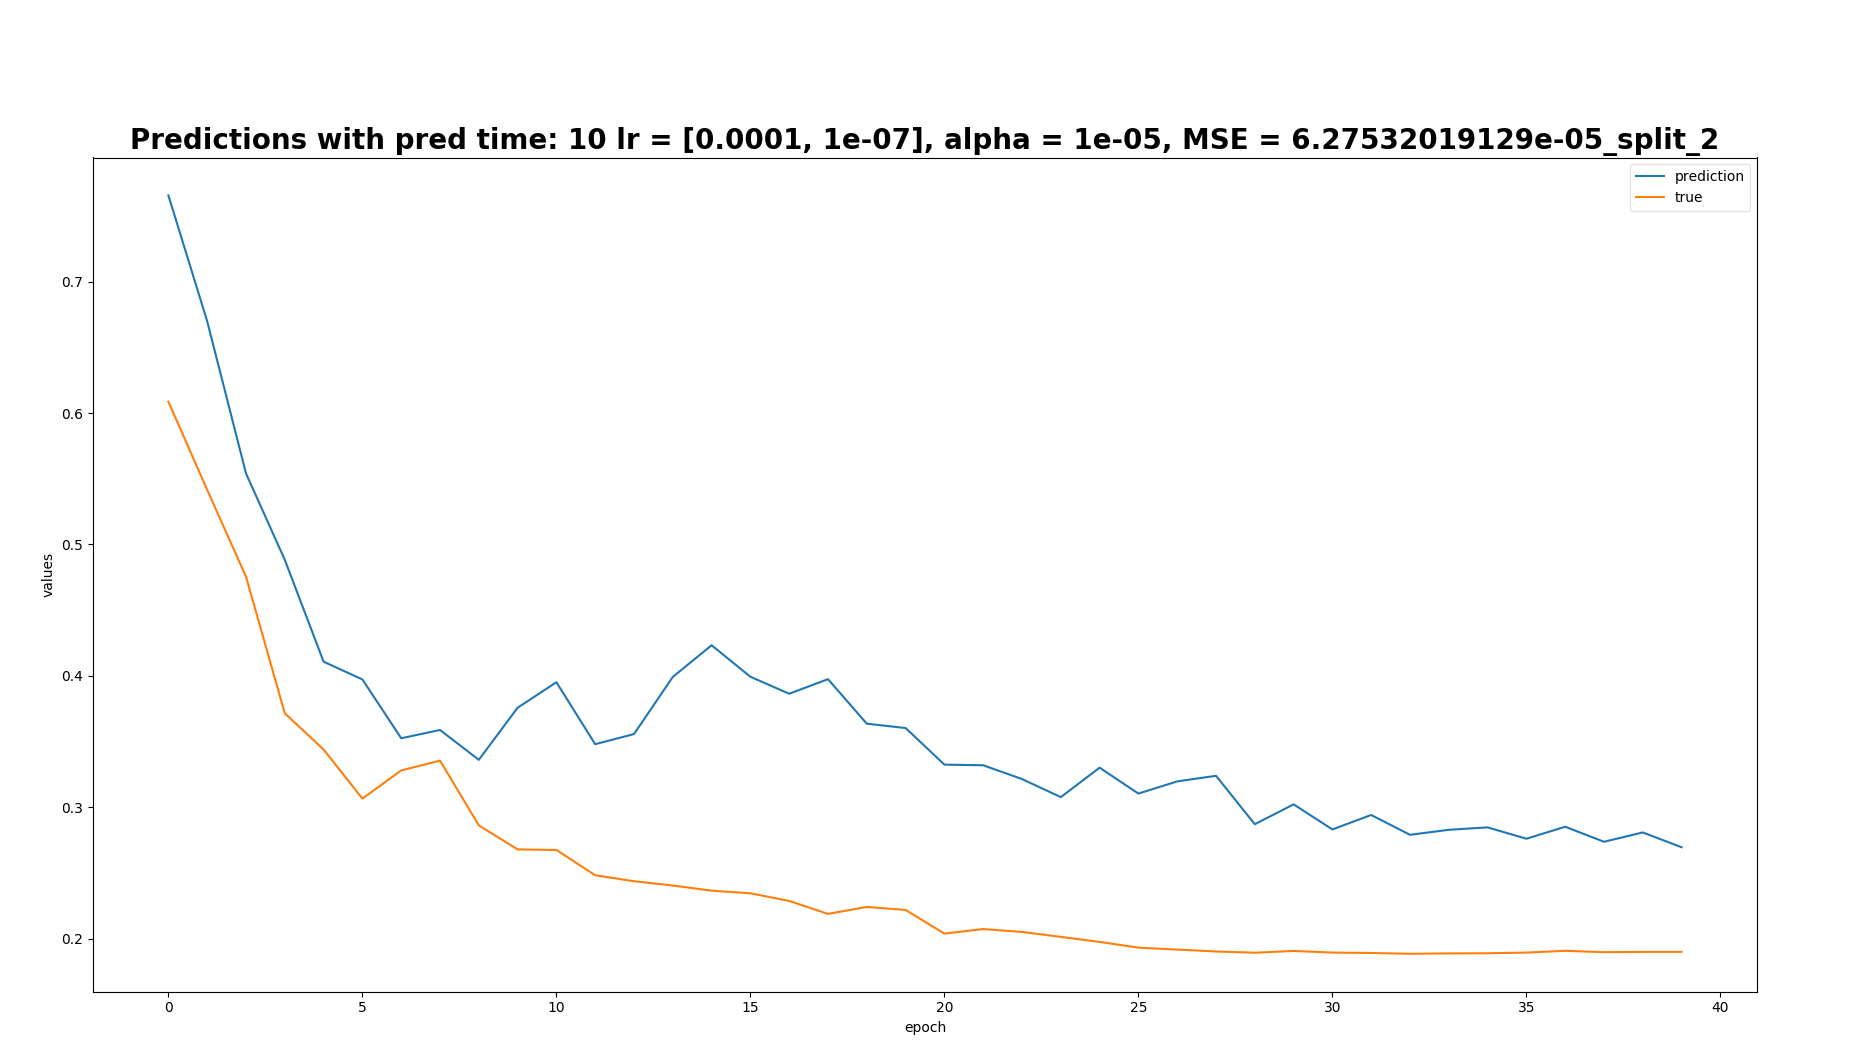 Predictions with pred time: 10 lr = [0.0001, 1e-07], alpha = 1e-05, MSE = 6.27532019129e-05_split_2
prediction
true
0.7
0.6
0.5
0.4
0.3
0.2
values
0 5 10 15 20 25 30 35 40
epoch